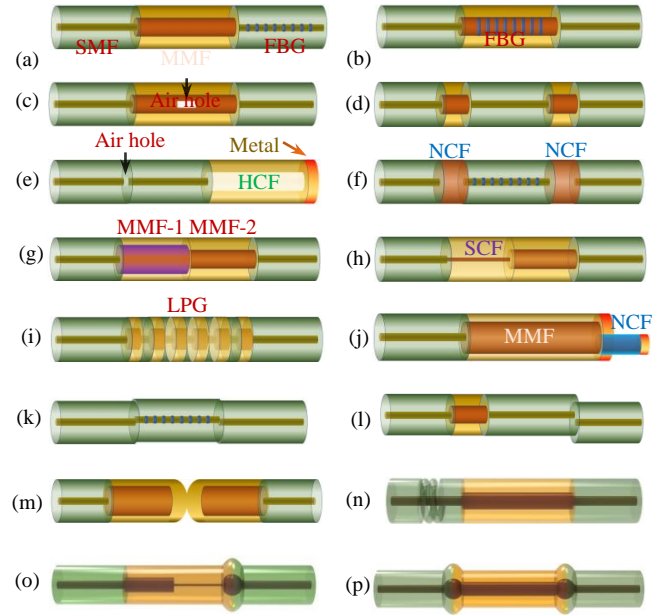 SMF MMF FBG
(a)
FBG
(b)
(c)
Air hole
(d)
Air hole
Metal
(e)
HCF
NCF NCF
(f)
MMF-1 MMF-2
(g)
SCF
(h)
LPG
(i)
NCF
MMF
(j)
(k)
(l)
(m)
(n)
(o)
(p)